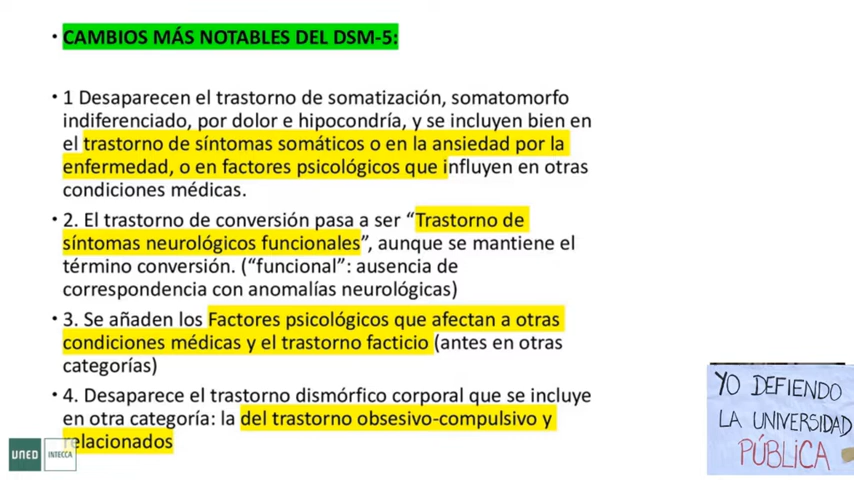 • CAMBIOS MÁS NOTABLES DEL DSM-5:
• 1 Desaparecen el trastorno de somatización, somatomorfo
indiferenciado, por dolor e hipocondría, y se incluyen bien en
el trastorno de síntomas somáticos o en la ansiedad por la
enfermedad, o en factores psicológicos que influyen en otras
condiciones médicas.
• 2. El trastorno de conversión pasa a ser “Trastorno de
síntomas neurológicos funcionales”, aunque se mantiene el
término conversión. (“funcional”: ausencia de
correspondencia con anomalías neurológicas)
• 3. Se añaden los Factores psicológicos que afectan a otras
condiciones médicas y el trastorno facticio (antes en otras
categorías)
• 4. Desaparece el trastorno dismórfico corporal que se incluye
en otra categoría: la del trastorno obsesivo-compulsivo y
relacionados
UNED INTECCA
YO DEFIENDO
LA UNIVERSIDAD
PÚBLICA